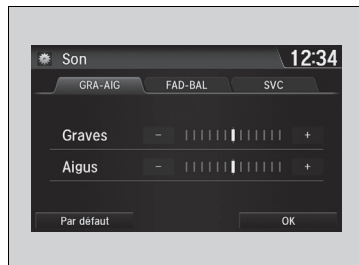 Son 12:34
GRA-AIG FAD-BAL SVC
Graves - +
Aigus - +
Par défaut OK